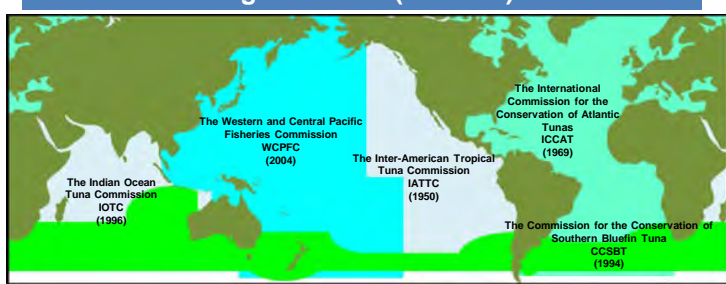 The Western and Central Pacific
Fisheries Commission
WCPFC
(2004)
The International
Commission for the
Conservation of Atlantic
Tunas
ICCAT
(1969)
The Inter-American Tropical
Tuna Commission
IATTC
(1950)
The Indian Ocean
Tuna Commission
IOTC
(1996)
The Commission for the Conservation of
Southern Bluefin Tuna
CCSBT
(1994)